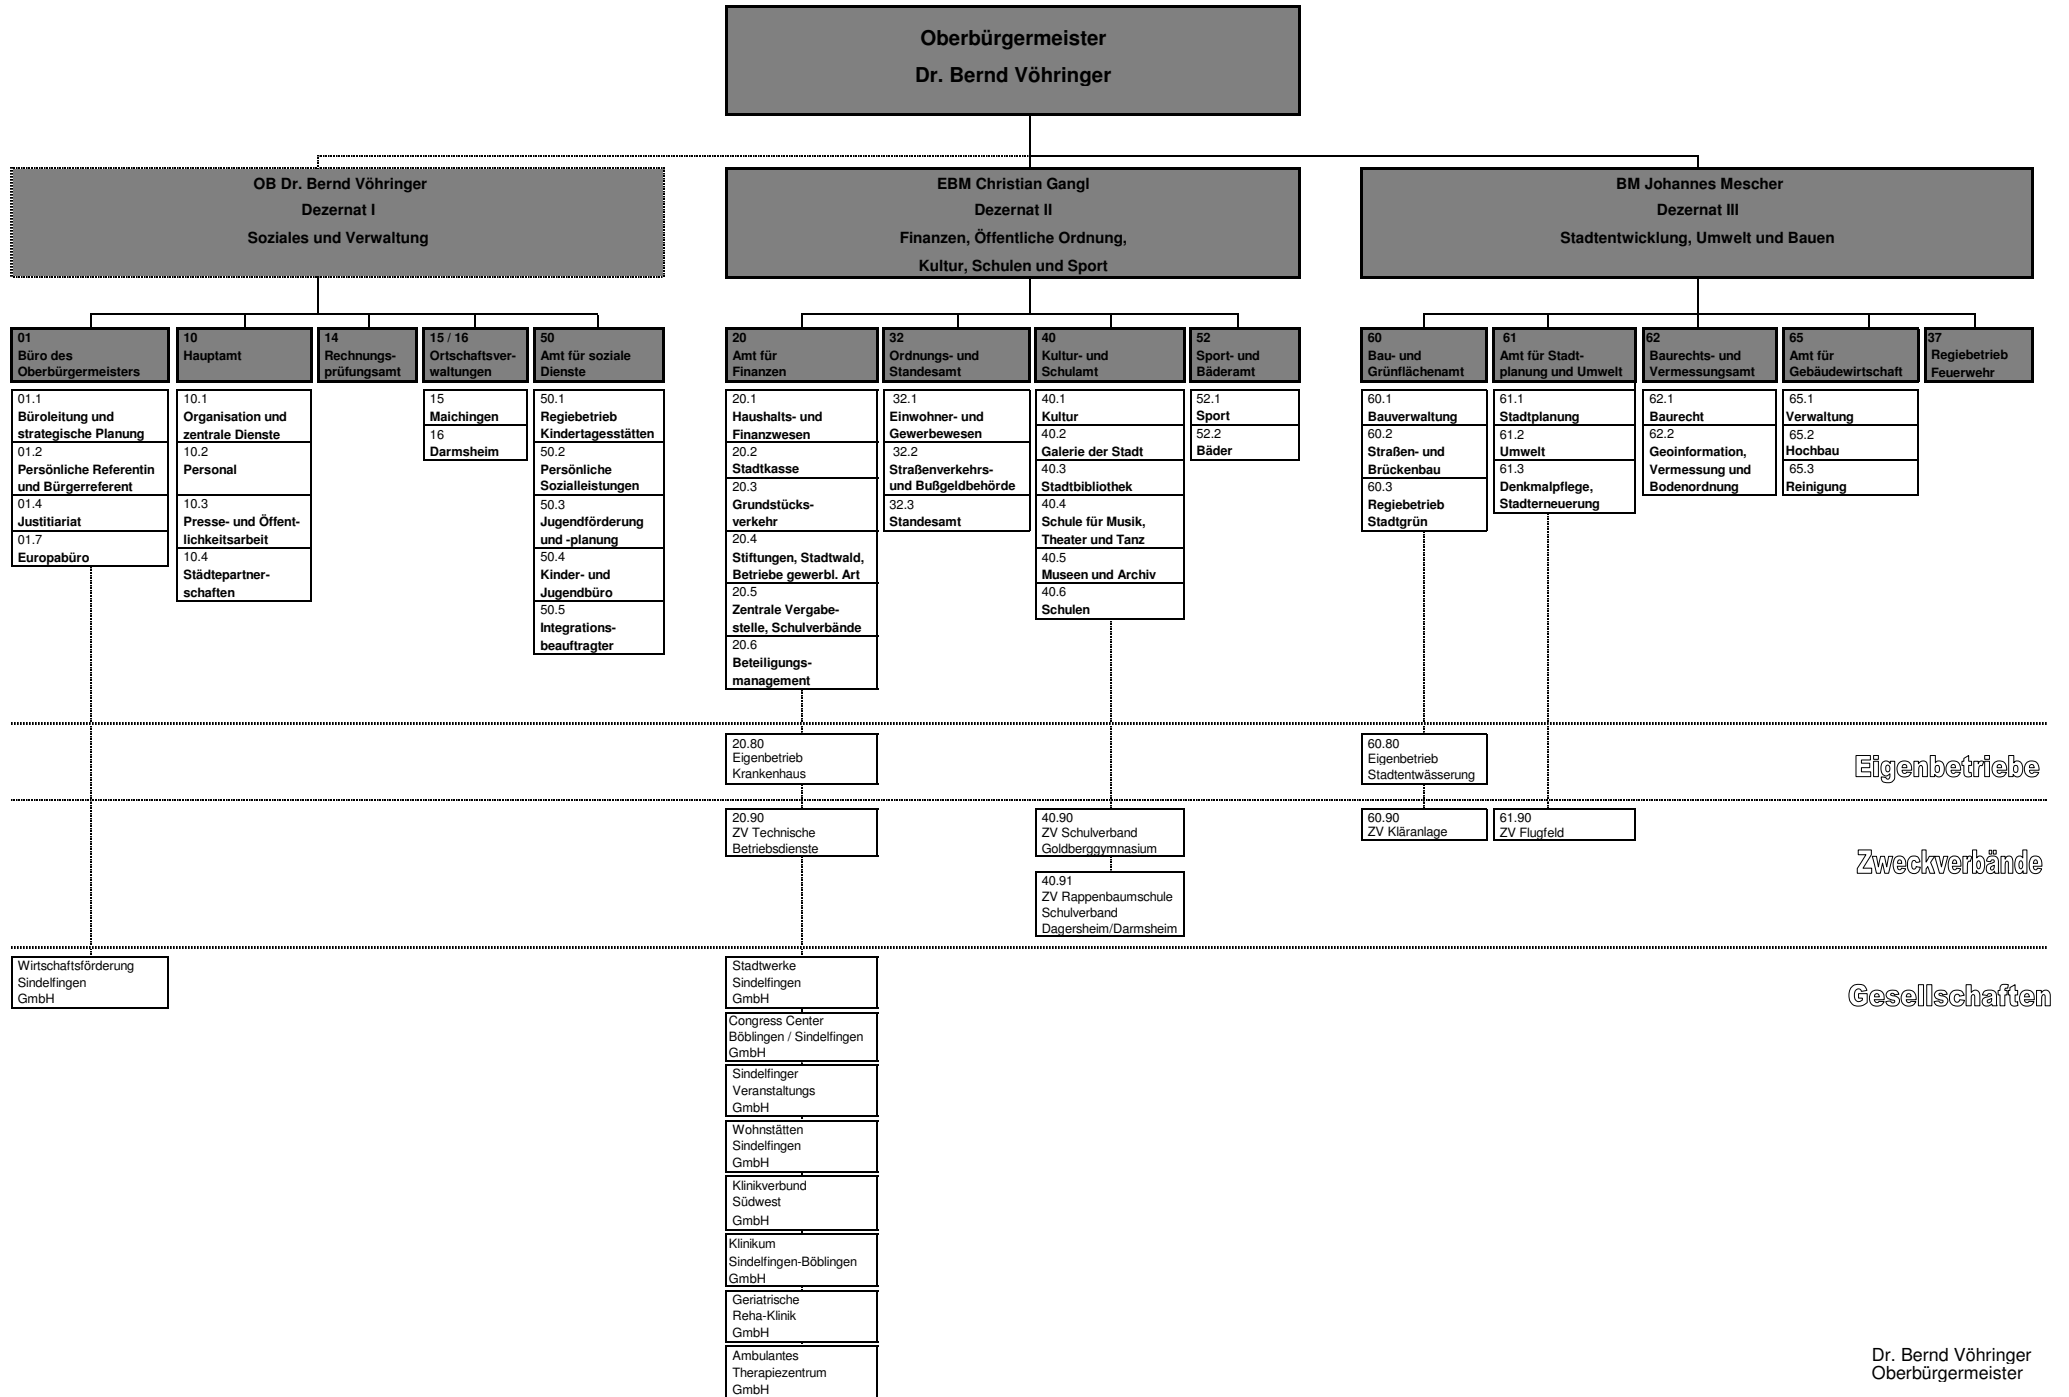 Oberbürgermeister
Dr. Bernd Vöhringer
OB Dr. Bernd Vöhringer
Dezernat I
Soziales und Verwaltung
EBM Christian Gangl
Dezernat II
Finanzen, Öffentliche Ordnung,
Kultur, Schulen und Sport
BM Johannes Mescher
Dezernat III
Stadtentwicklung, Umwelt und Bauen
01
Büro des
Oberbürgermeisters
10
Hauptamt
14
Rechnungs-
prüfungsamt
15 / 16
Ortschaftsver-
waltungen
50
Amt für soziale
Dienste
20
Amt für
Finanzen
32
Ordnungs- und
Standesamt
40
Kultur- und
Schulamt
52
Sport- und
Bäderamt
60
Bau- und
Grünflächenamt
61
Amt für Stadt-
planung und Umwelt
62
Baurechts- und
Vermessungsamt
65
Amt für
Gebäudewirtschaft
37
Regiebetrieb
Feuerwehr
01.1
Büroleitung und
strategische Planung
01.2
Persönliche Referentin
und Bürgerreferent
01.4
Justitiariat
01.7
Europabüro
10.1
Organisation und
zentrale Dienste
10.2
Personal
10.3
Presse- und Öffent-
lichkeitsarbeit
10.4
Städtepartner-
schaften
15
Maichingen
16
Darmsheim
50.1
Regiebetrieb
Kindertagesstätten
50.2
Persönliche
Sozialleistungen
50.3
Jugendförderung
und -planung
50.4
Kinder- und
Jugendbüro
50.5
Integrations-
beauftragter
20.1
Haushalts- und
Finanzwesen
20.2
Stadtkasse
20.3
Grundstücks-
verkehr
20.4
Stiftungen, Stadtwald,
Betriebe gewerbl. Art
20.5
Zentrale Vergabe-
stelle, Schulverbände
20.6
Beteiligungs-
management
32.1
Einwohner- und
Gewerbewesen
32.2
Straßenverkehrs-
und Bußgeldbehörde
32.3
Standesamt
40.1
Kultur
40.2
Galerie der Stadt
40.3
Stadtbibliothek
40.4
Schule für Musik,
Theater und Tanz
40.5
Museen und Archiv
40.6
Schulen
52.1
Sport
52.2
Bäder
60.1
Bauverwaltung
60.2
Straßen- und
Brückenbau
60.3
Regiebetrieb
Stadtgrün
61.1
Stadtplanung
61.2
Umwelt
61.3
Denkmalpflege,
Stadterneuerung
62.1
Baurecht
62.2
Geoinformation,
Vermessung und
Bodenordnung
65.1
Verwaltung
65.2
Hochbau
65.3
Reinigung
20.80
Eigenbetrieb
Krankenhaus
60.80
Eigenbetrieb
Stadtentwässerung
Eigenbetriebe
20.90
ZV Technische
Betriebsdienste
40.90
ZV Schulverband
Goldberggymnasium
40.91
ZV Rappenbaumschule
Schulverband
Dagersheim/Darmsheim
60.90
ZV Kläranlage
61.90
ZV Flugfeld
Zweckverbände
Wirtschaftsförderung
Sindelfingen
GmbH
Stadtwerke
Sindelfingen
GmbH
Gesellschaften
Congress Center
Böblingen / Sindelfingen
GmbH
Sindelfinger
Veranstaltungs
GmbH
Wohnstätten
Sindelfingen
GmbH
Klinikverbund
Südwest
GmbH
Klinikum
Sindelfingen-Böblingen
GmbH
Geriatrische
Reha-Klinik
GmbH
Ambulantes
Therapiezentrum
GmbH
Dr. Bernd Vöhringer
Oberbürgermeister